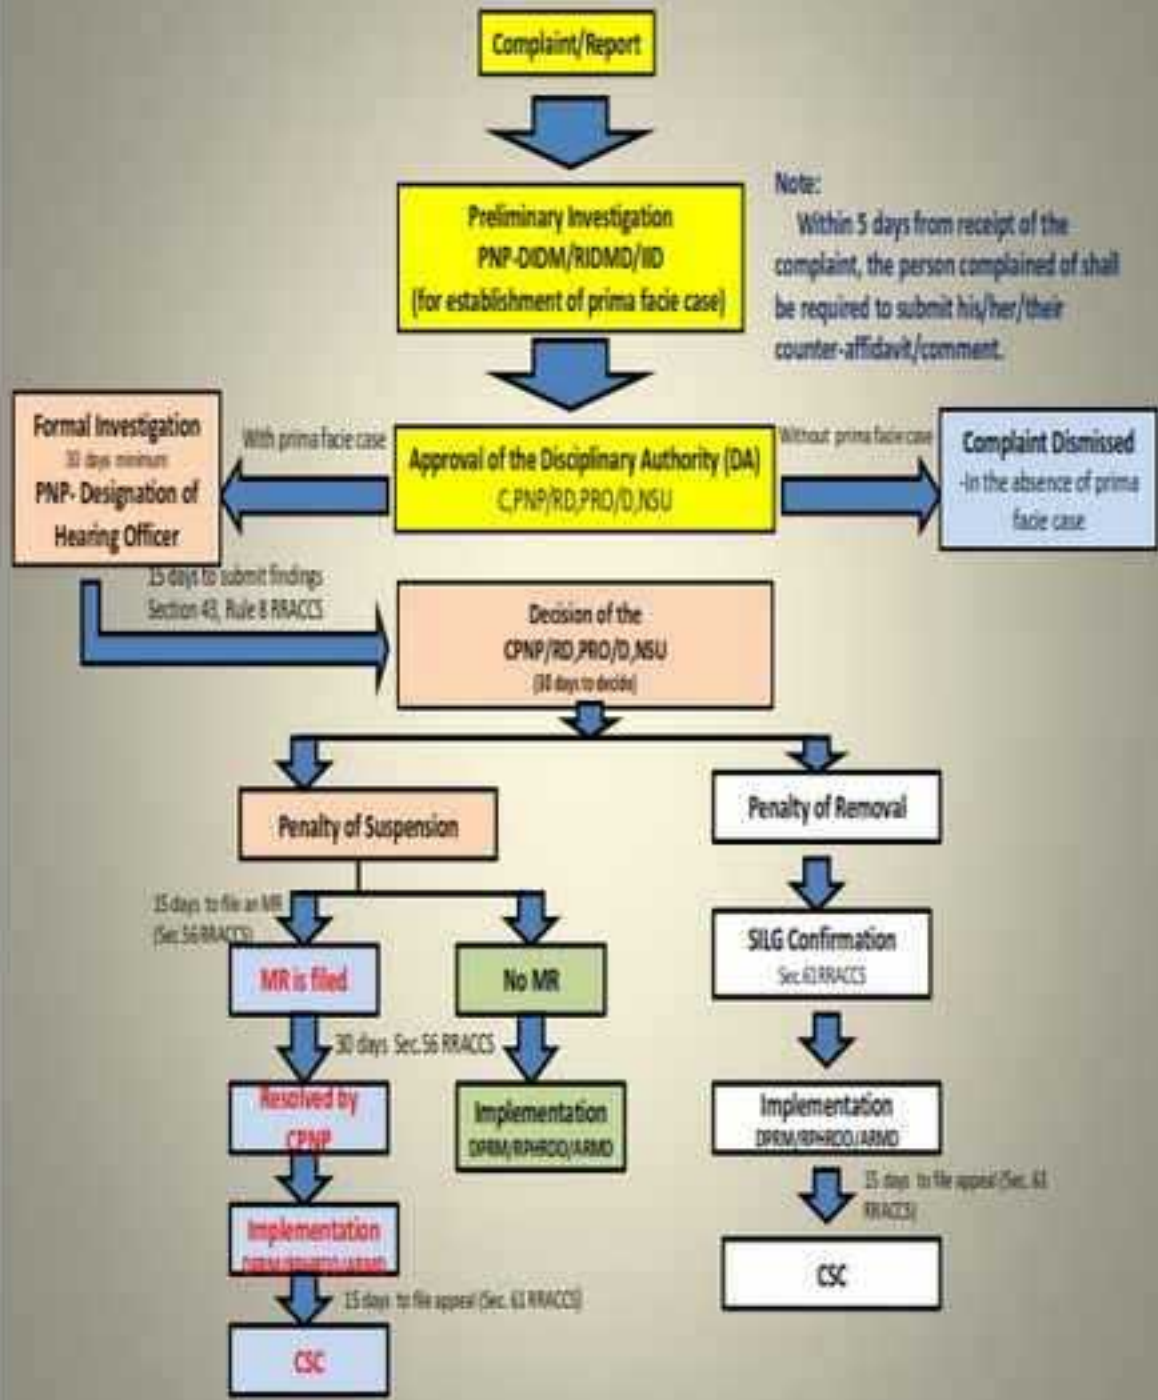 Complaint/Report
Preliminary Investigation
PNP-DIDM/RIDMD/IID
(for establishment of prima facie case)
Note:
Within 5 days from receipt of the
complaint, the person complained of shall
be required to submit his/her/their
counter-affidavit/comment.
Formal Investigation
30 days minimum
PNP- Designation of
Hearing Officer
With prima facie case
Approval of the Disciplinary Authority (DA)
C,PNP/RD,PRO/D,NSU
Without prima facie case
Complaint Dismissed
-In the absence of prima
facie case
15 days to submit findings
Section 43, Rule 8 RRACCS
Decision of the
CPNP/RD,PRO/D,NSU
(30 days to decide)
Penalty of Suspension
Penalty of Removal
15 days to file an MR
(Sec.56 RRACCS)
MR is filed
No MR
SILG Confirmation
Sec.61 RRACCS
30 days Sec.56 RRACCS
Resolved by
CPNP
Implementation
DPRM/RPHRDD/ARMD
Implementation
DPRM/RPHRDD/ARMD
15 days to file appeal (Sec. 61
RRACCS)
Implementation
DPRM/RPHRDD/ARMD
15 days to file appeal (Sec. 61 RRACCS)
CSC
CSC